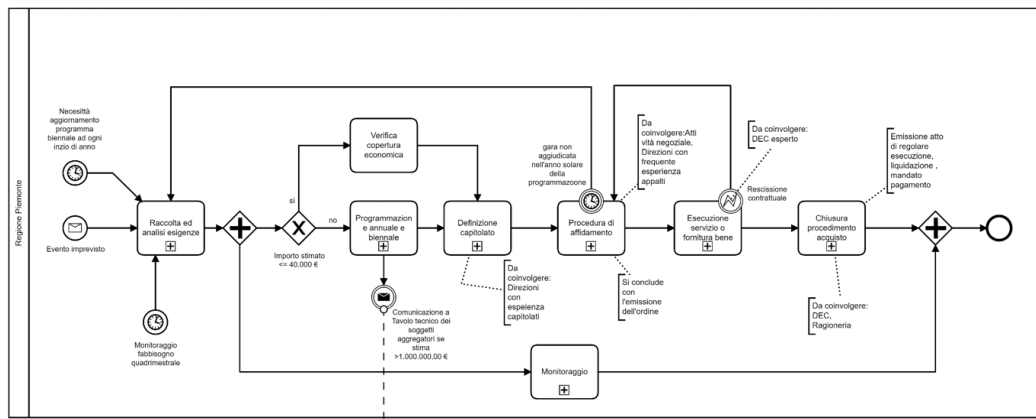 Regione Piemonte
Necessità
aggiornamento
programma
biennale ad ogni
inzio di anno
Evento imprevisto
Monitoraggio
fabbisogno
quadrimestrale
Raccolta ed
analisi esigenze
si
no
Importo stimato
<= 40.000 €
Verifica
copertura
economica
Programmazion
e annuale e
biennale
Comunicazione a
Tavolo tecnico dei
soggetti
aggregatori se
stima
>1.000.000,00 €
Definizione
capitolato
Da
coinvolgere:
Direzioni
con
espeienza
capitolati
gara non
aggiudicata
nell'anno solare
della
programmazoone
Procedura di
affidamento
Da
coinvolgere:Atti
vità negoziale,
Direzioni con
frequente
esperienza
appalti
Si conclude
con
l'emissione
dell'ordine
Esecuzione
servizio o
fornitura bene
Da coinvolgere:
DEC esperto
Rescissione
contrattuale
Chiusura
procedimento
acquisto
Emissione atto
di regolare
esecuzione,
liquidazione ,
mandato
pagamento
Da coinvolgere:
DEC,
Ragioneria
Monitoraggio